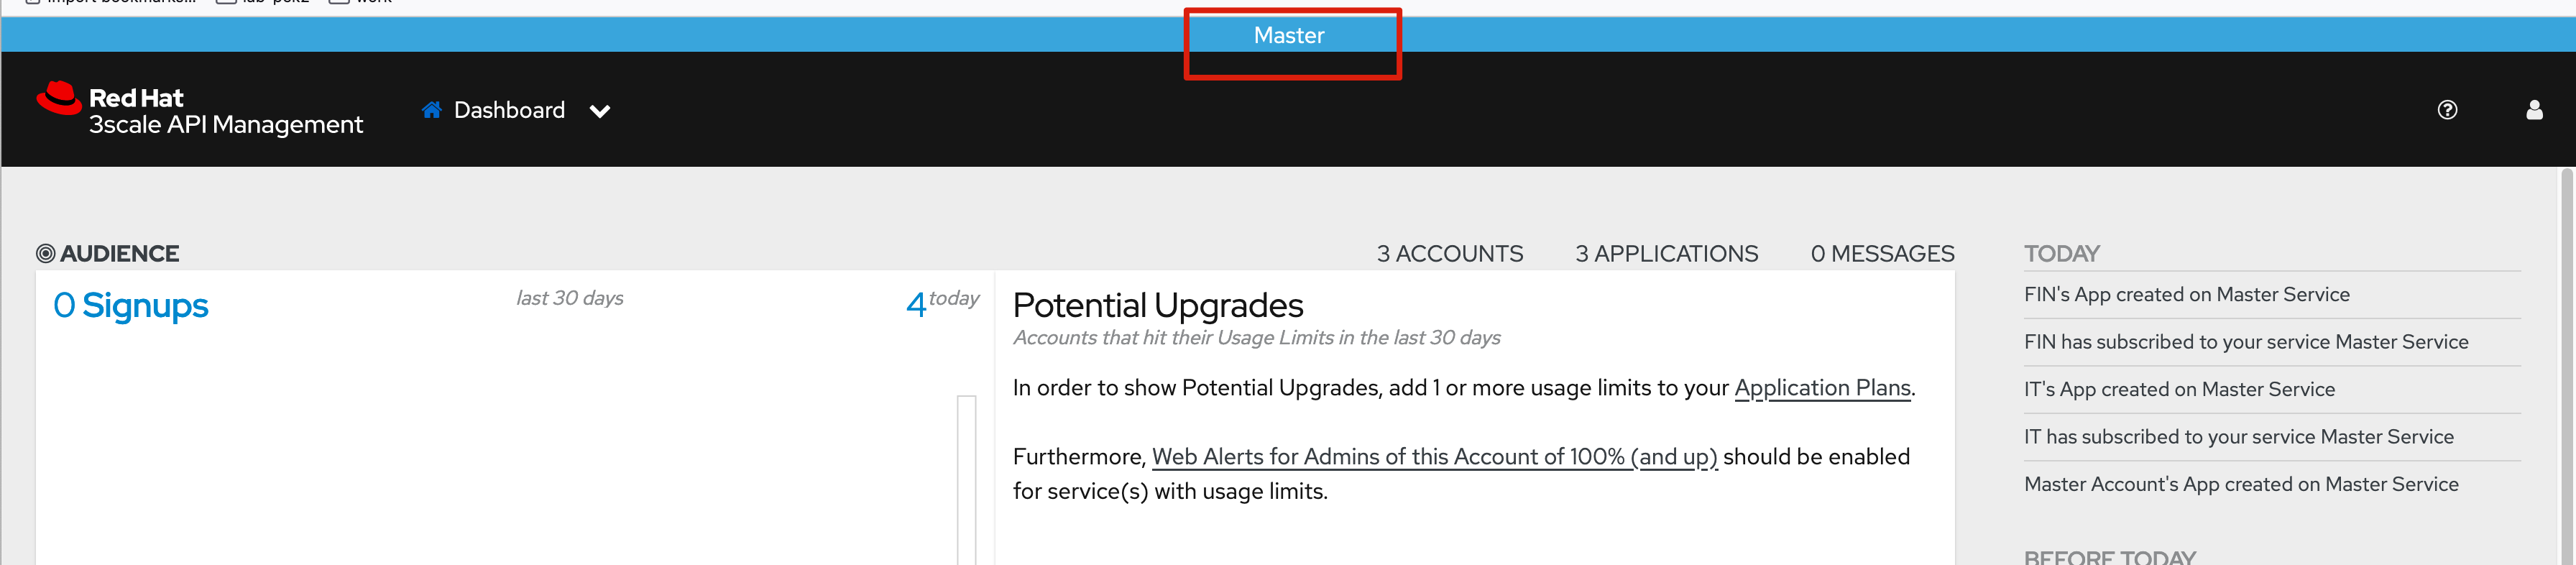 Master
Red Hat
3scale API Management
Dashboard
AUDIENCE
3 ACCOUNTS 3 APPLICATIONS 0 MESSAGES
0 Signups last 30 days 4 today
Potential Upgrades
Accounts that hit their Usage Limits in the last 30 days
In order to show Potential Upgrades, add 1 or more usage limits to your Application Plans.
Furthermore, Web Alerts for Admins of this Account of 100% (and up) should be enabled
for service(s) with usage limits.
TODAY
FIN's App created on Master Service
FIN has subscribed to your service Master Service
IT's App created on Master Service
IT has subscribed to your service Master Service
Master Account's App created on Master Service
BEFORE TODAY